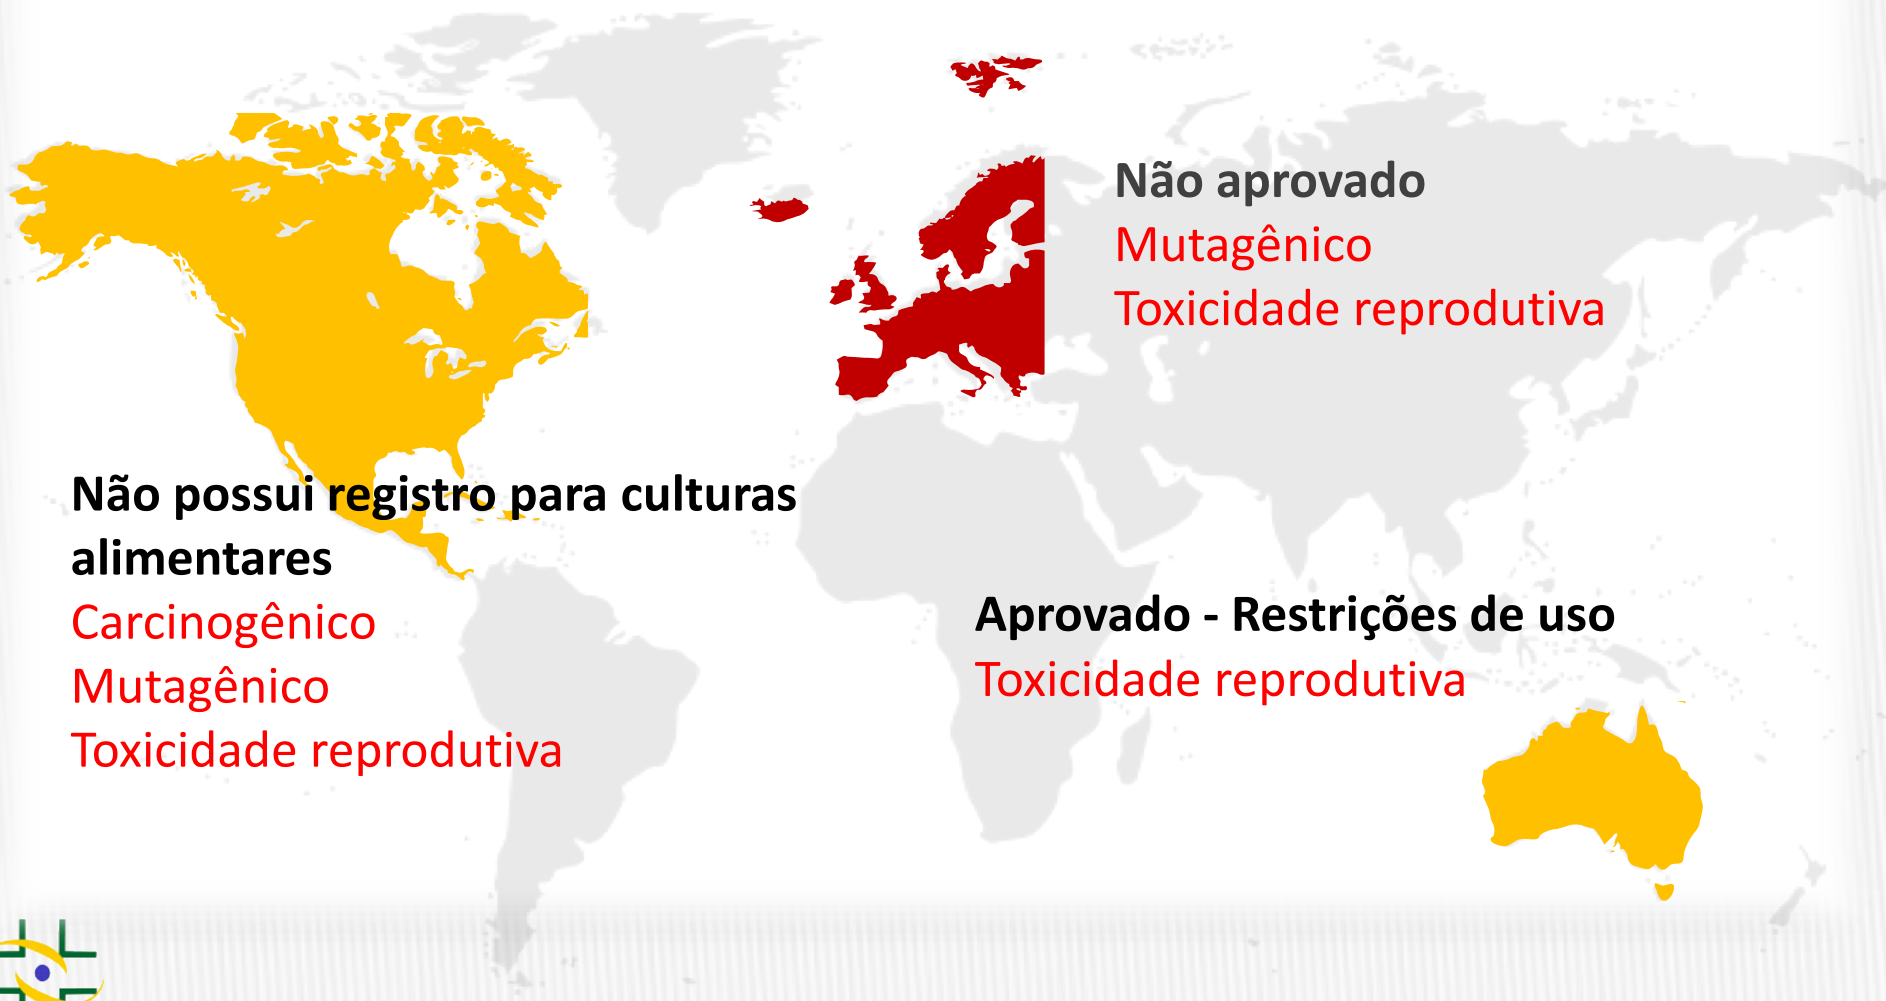 Não aprovado
Mutagênico
Toxicidade reprodutiva
Não possui registro para culturas
alimentares
Carcinogênico
Mutagênico
Toxicidade reprodutiva
Aprovado - Restrições de uso
Toxicidade reprodutiva